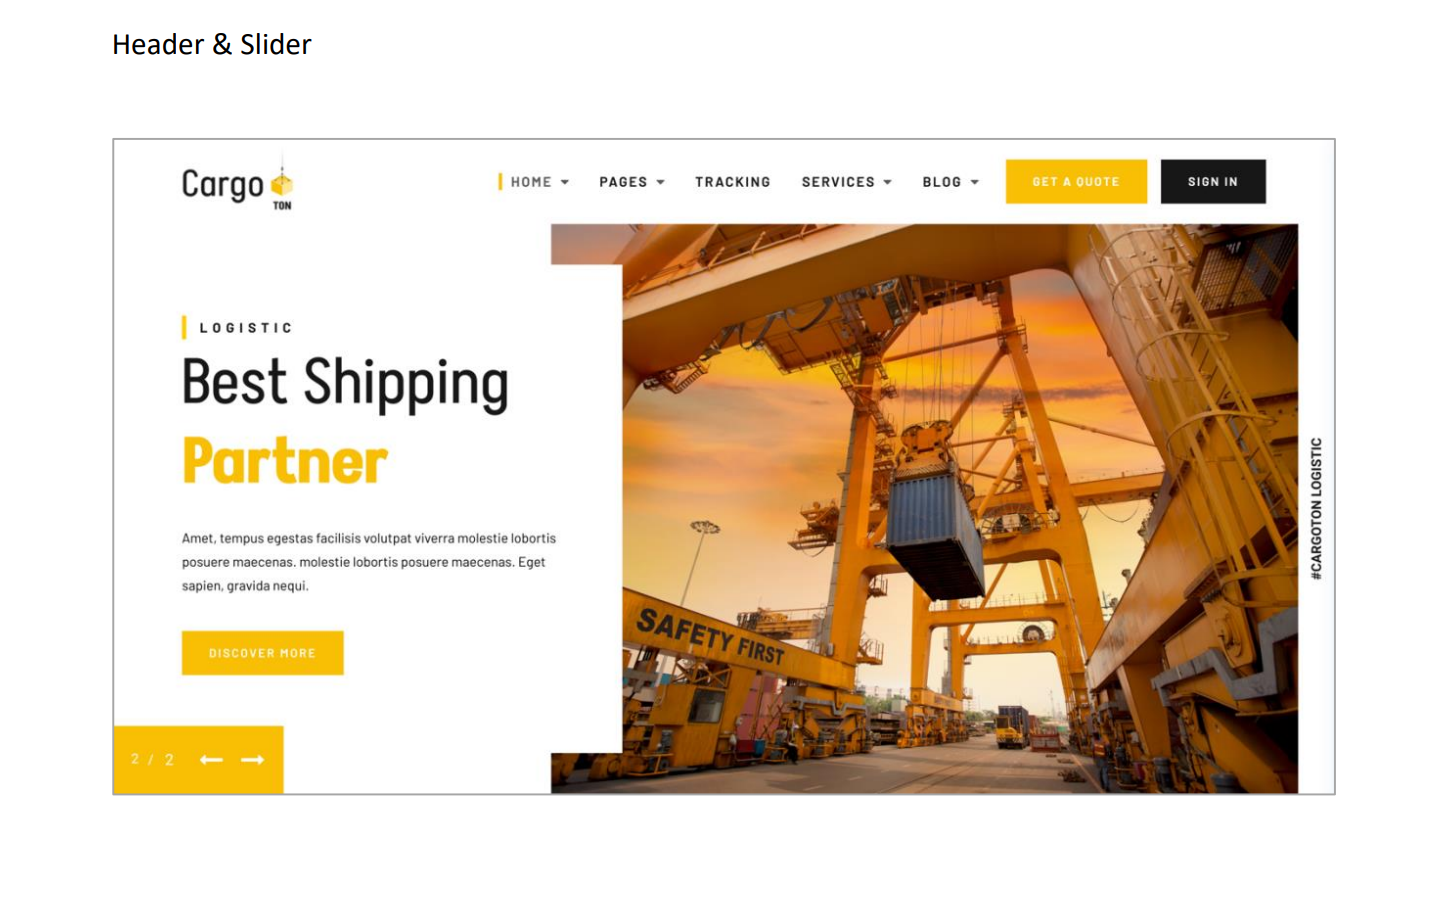 Header & Slider
Cargo
TON
HOME
PAGES
TRACKING
SERVICES
BLOG
GET A QUOTE
SIGN IN
LOGISTIC
Best Shipping
Partner
Amet, tempus egestas facilisis volutpat viverra molestie lobortis
posuere maecenas. molestie lobortis posuere maecenas. Eget
sapien, gravida nequi.
DISCOVER MORE
2 / 2
SAFETY FIRST
#CARGOTON LOGISTIC